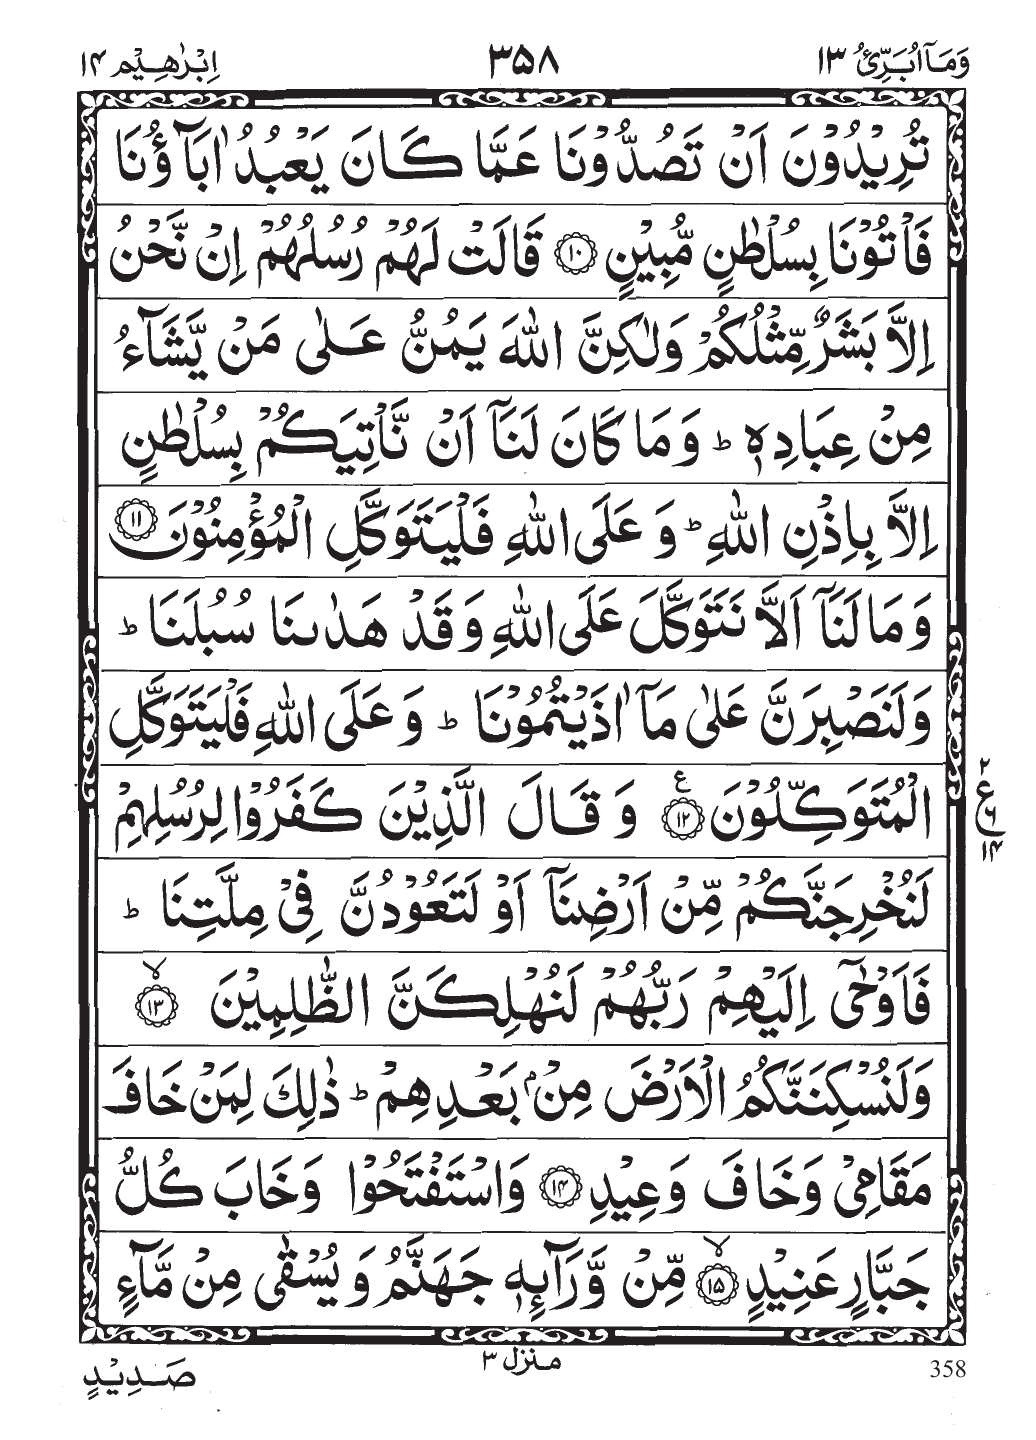 وَمَآ اُبَرِّئُ ۱۳
۳۵۸
اِبْرٰهِيْم ۱۴
تُرِيْدُوْنَ اَنْ تَصُدُّوْنَا عَمَّا كَانَ يَعْبُدُ اٰبَآؤُنَا
فَاْتُوْنَا بِسُلْطٰنٍ مُّبِيْنٍ ۱۰ قَالَتْ لَهُمْ رُسُلُهُمْ اِنْ نَّحْنُ
اِلَّا بَشَرٌ مِّثْلُكُمْ وَلٰكِنَّ اللّٰهَ يَمُنُّ عَلٰى مَنْ يَّشَآءُ
مِنْ عِبَادِهٖ ؕ وَمَا كَانَ لَنَآ اَنْ نَّاْتِيَكُمْ بِسُلْطٰنٍ
اِلَّا بِاِذْنِ اللّٰهِ ؕ وَعَلَى اللّٰهِ فَلْيَتَوَكَّلِ الْمُؤْمِنُوْنَ ۱۱
وَمَا لَنَآ اَلَّا نَتَوَكَّلَ عَلَى اللّٰهِ وَقَدْ هَدٰىنَا سُبُلَنَا ؕ
وَلَنَصْبِرَنَّ عَلٰى مَآ اٰذَيْتُمُوْنَا ؕ وَعَلَى اللّٰهِ فَلْيَتَوَكَّلِ
الْمُتَوَكِّلُوْنَ ۱۲ ع وَقَالَ الَّذِيْنَ كَفَرُوْا لِرُسُلِهِمْ
۲
ع ۶
۱۴
لَنُخْرِجَنَّكُمْ مِّنْ اَرْضِنَآ اَوْ لَتَعُوْدُنَّ فِيْ مِلَّتِنَا ؕ
فَاَوْحٰٓى اِلَيْهِمْ رَبُّهُمْ لَنُهْلِكَنَّ الظّٰلِمِيْنَ ۱۳ لا
وَلَنُسْكِنَنَّكُمُ الْاَرْضَ مِنْۢ بَعْدِهِمْ ؕ ذٰلِكَ لِمَنْ خَافَ
مَقَامِيْ وَخَافَ وَعِيْدِ ۱۴ وَاسْتَفْتَحُوْا وَخَابَ كُلُّ
جَبَّارٍ عَنِيْدٍ ۱۵ لا مِّنْ وَّرَآئِهٖ جَهَنَّمُ وَيُسْقٰى مِنْ مَّآءٍ
صَدِيْدٍ
منزل ۳
358